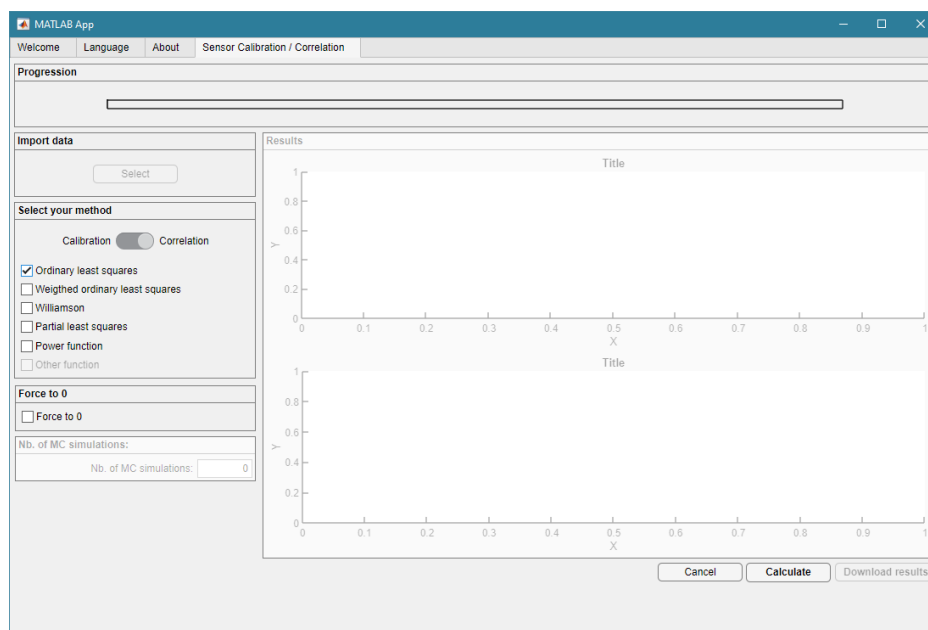 MATLAB App
Welcome Language About Sensor Calibration / Correlation
Progression
Import data
Select
Select your method
Calibration Correlation
Ordinary least squares
Weigthed ordinary least squares
Williamson
Partial least squares
Power function
Other function
Force to 0
Force to 0
Nb. of MC simulations:
Nb. of MC simulations: 0
Results
Title
1
0.8
0.6
Y
0.4
0.2
0
0 0.1 0.2 0.3 0.4 0.5 0.6 0.7 0.8 0.9 1
X
Title
1
0.8
0.6
Y
0.4
0.2
0
0 0.1 0.2 0.3 0.4 0.5 0.6 0.7 0.8 0.9 1
X
Cancel Calculate Download results